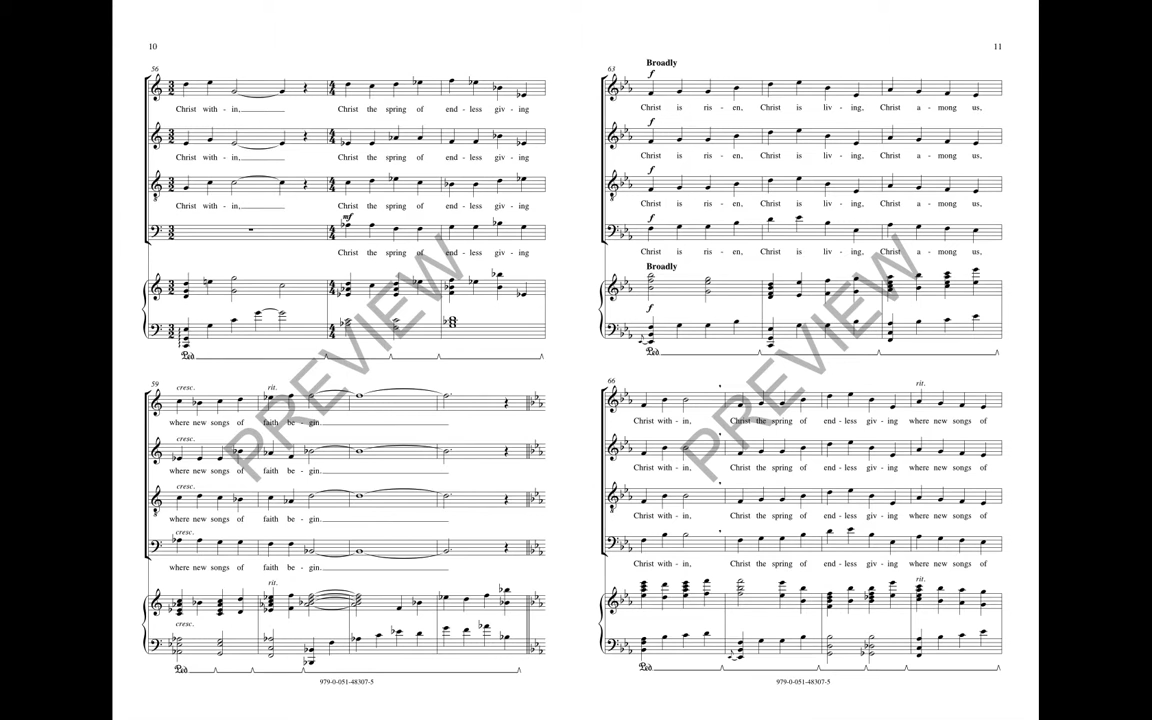 10
56
Christ with - in, Christ the spring of end - less giv - ing
Christ with - in, Christ the spring of end - less giv - ing
Christ with - in, Christ the spring of end - less giv - ing
mf
Christ the spring of end - less giv - ing
59
cresc. rit.
where new songs of faith be - gin.
cresc.
where new songs of faith be - gin.
cresc.
where new songs of faith be - gin.
cresc.
where new songs of faith be - gin.
rit.
cresc.
979-0-051-48307-5
PREVIEW
11
Broadly
63
f
Christ is ris - en, Christ is liv - ing, Christ a - mong us,
f
Christ is ris - en, Christ is liv - ing, Christ a - mong us,
f
Christ is ris - en, Christ is liv - ing, Christ a - mong us,
f
Christ is ris - en, Christ is liv - ing, Christ a - mong us,
Broadly
f
66
rit.
Christ with - in, Christ the spring of end - less giv - ing where new songs of
Christ with - in, Christ the spring of end - less giv - ing where new songs of
Christ with - in, Christ the spring of end - less giv - ing where new songs of
Christ with - in, Christ the spring of end - less giv - ing where new songs of
rit.
979-0-051-48307-5
PREVIEW